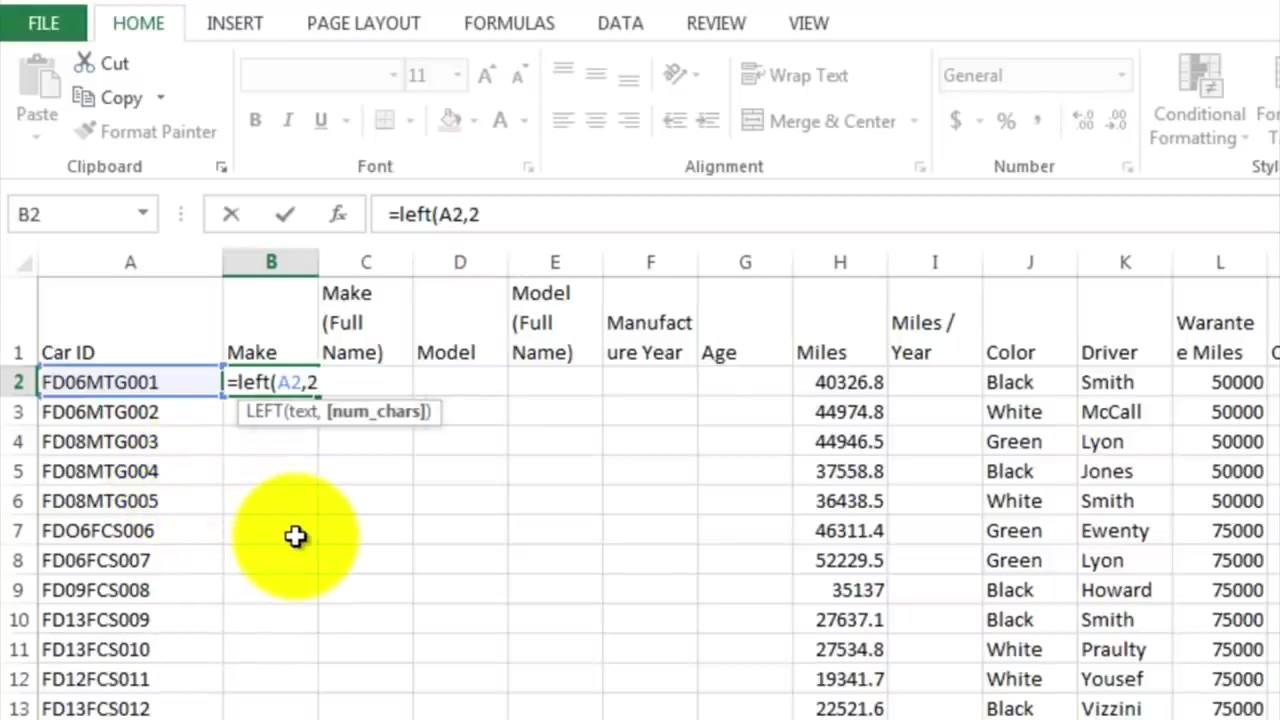 FILE HOME INSERT PAGE LAYOUT FORMULAS DATA REVIEW VIEW
Cut
Copy
Format Painter
Paste
Clipboard
11
B I U A
Font
Wrap Text
Merge & Center
Alignment
General
$ % ,
Number
Conditional
Formatting
B2 fx =left(A2,2
A B C D E F G H I J K L
1 Car ID Make Make (Full Name) Model Model (Full Name) Manufacture Year Age Miles Miles / Year Color Driver Warantee Miles
2 FD06MTG001 =left(A2,2 40326.8 Black Smith 50000
LEFT(text, [num_chars])
3 FD06MTG002 44974.8 White McCall 50000
4 FD08MTG003 44946.5 Green Lyon 50000
5 FD08MTG004 37558.8 Black Jones 50000
6 FD08MTG005 36438.5 White Smith 50000
7 FDO6FCS006 46311.4 Green Ewenty 75000
8 FD06FCS007 52229.5 Green Lyon 75000
9 FD09FCS008 35137 Black Howard 75000
10 FD13FCS009 27637.1 Black Smith 75000
11 FD13FCS010 27534.8 White Praulty 75000
12 FD12FCS011 19341.7 White Yousef 75000
13 FD13FCS012 22521.6 Black Vizzini 75000